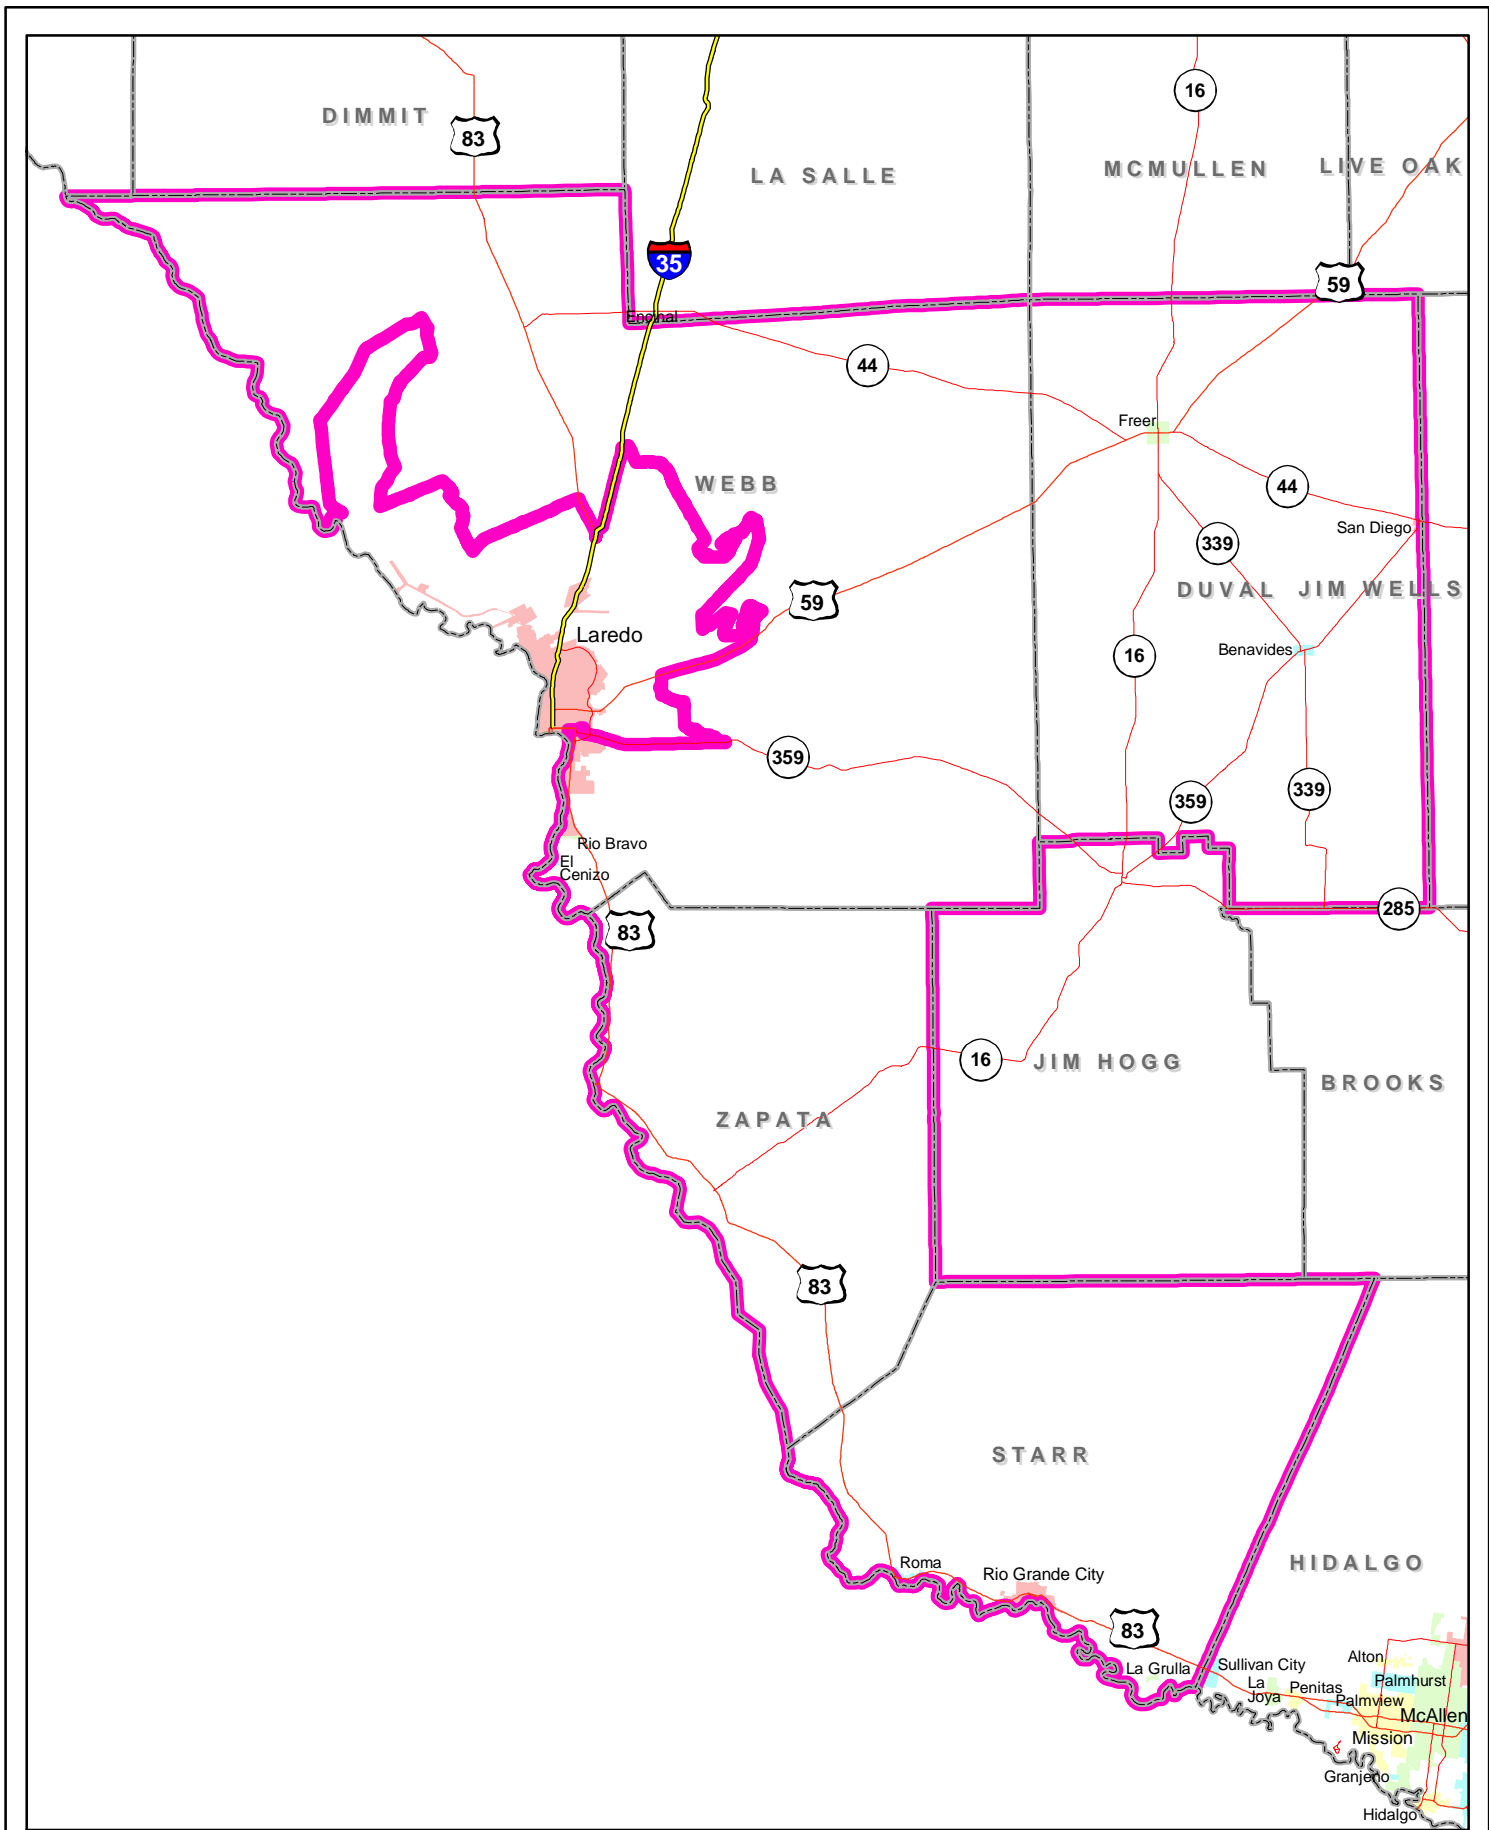 16
DIMMIT
83
LA SALLE
MCMULLEN
LIVE OAK
35
59
Encinal
44
Freer
WEBB
44
San Diego
339
59
DUVAL
JIM WELLS
Laredo
16
Benavides
359
339
359
Rio Bravo
El
Cenizo
285
83
16
JIM HOGG
BROOKS
ZAPATA
83
STARR
HIDALGO
Roma
Rio Grande City
83
Alton
La Grulla
Sullivan City
Palmhurst
La
Joya
Penitas
Palmview
McAllen
Mission
Granjeno
Hidalgo